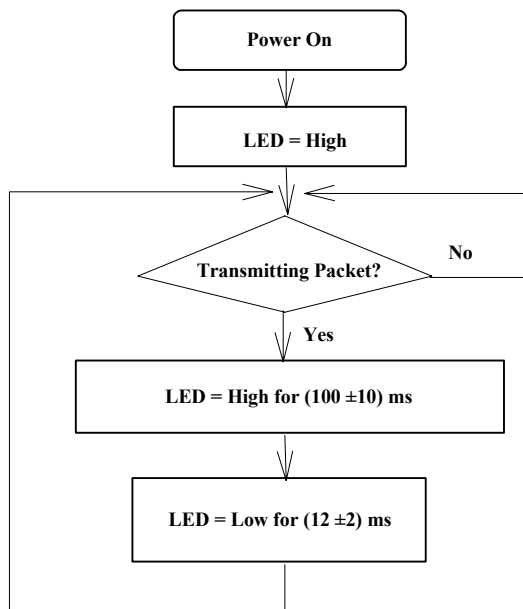 Power On
LED = High
Transmitting Packet?
No
Yes
LED = High for (100 ±10) ms
LED = Low for (12 ±2) ms